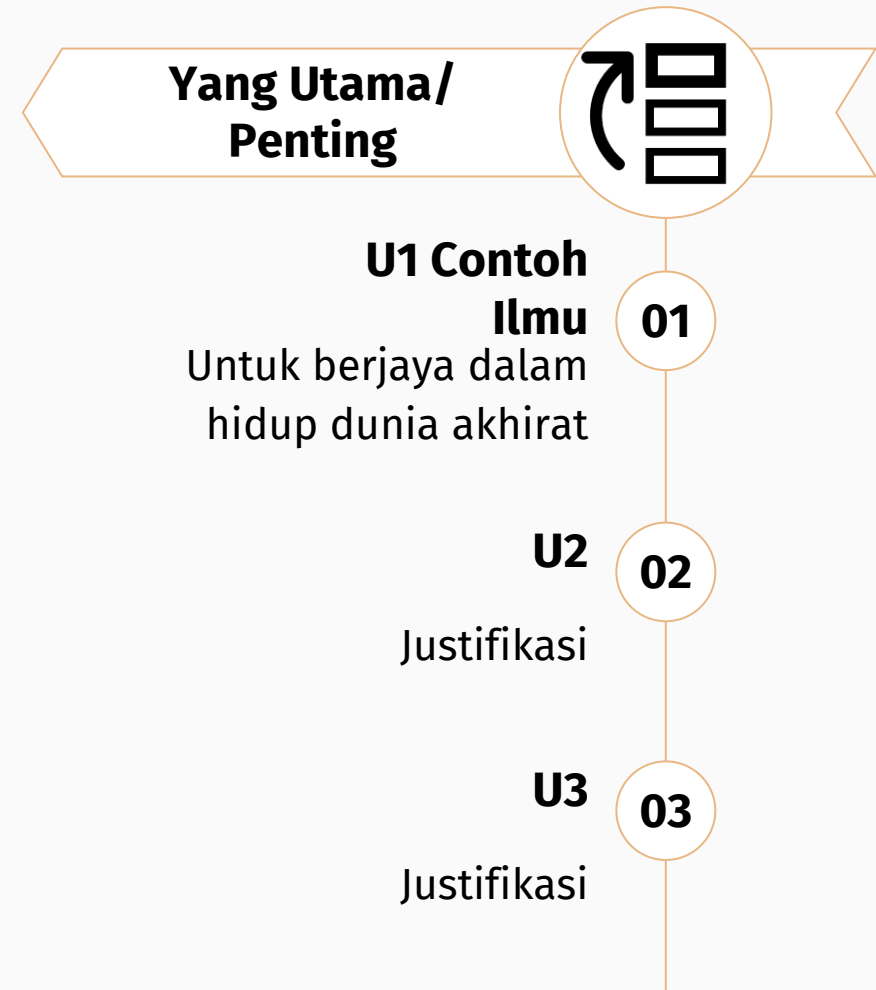 Yang Utama/
Penting
U1 Contoh
Ilmu
01
Untuk berjaya dalam
hidup dunia akhirat
U2
02
Justifikasi
U3
03
Justifikasi